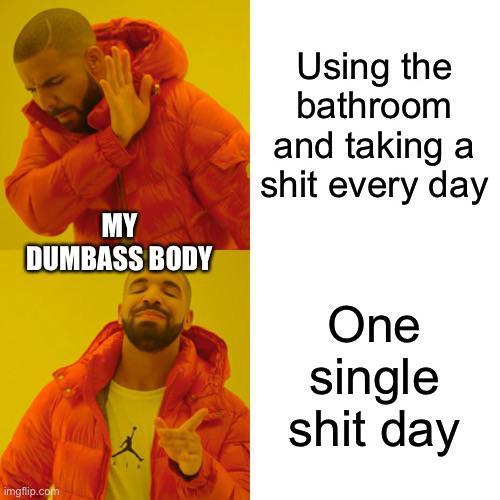 Using the
bathroom
and taking a
shit every day
MY
DUMBASS BODY
One
single
shit day
imgflip.com